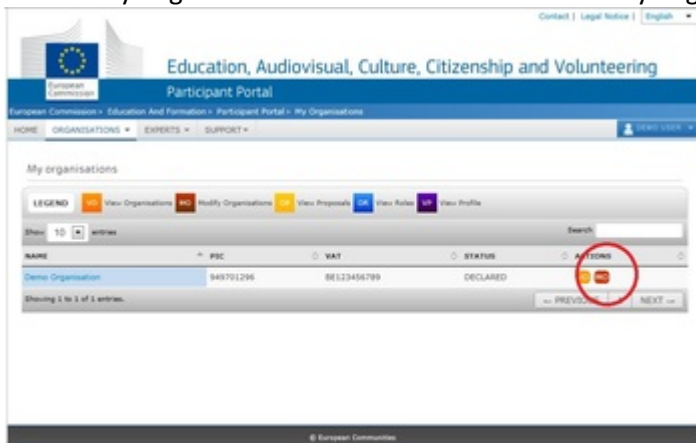 Contact | Legal Notice | English
European Commission
Education, Audiovisual, Culture, Citizenship and Volunteering
Participant Portal
European Commission > Education And Formation > Participant Portal > My Organisations
HOME ORGANISATIONS EXPERTS SUPPORT DEMO USER
My organisations
LEGEND VO View Organisations MO Modify Organisations View Proposals View Roles VP View Profile
Show 10 entries Search
NAME PIC VAT STATUS ACTIONS
Demo Organisation 949701296 BE123456789 DECLARED VO MO
Showing 1 to 1 of 1 entries. ← PREVIOUS NEXT →
© European Communities